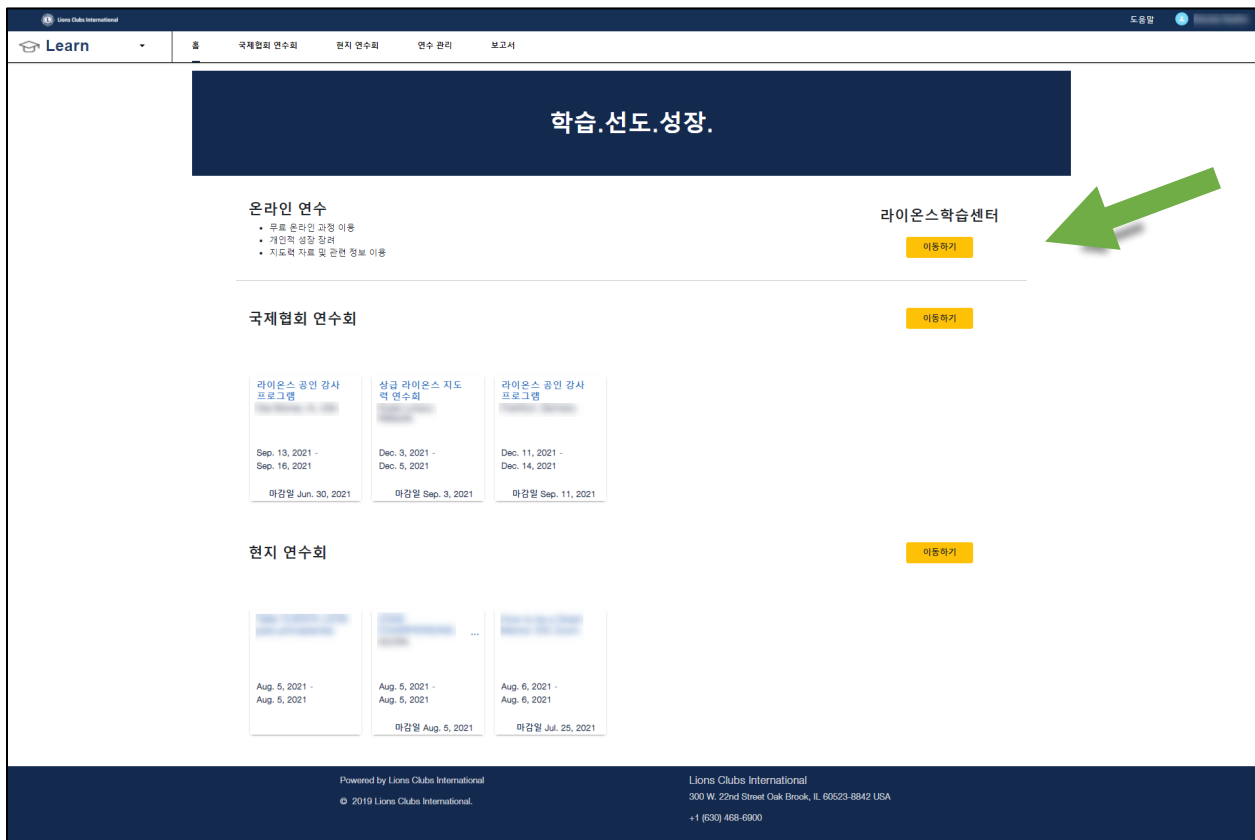 Lions Clubs International
도움말
Learn
홈
국제협회 연수회
현지 연수회
연수 관리
보고서
학습.선도.성장.
온라인 연수
• 무료 온라인 과정 이용
• 개인적 성장 장려
• 지도력 자료 및 관련 정보 이용
라이온스학습센터
이동하기
국제협회 연수회
이동하기
라이온스 공인 강사
프로그램
Sep. 13, 2021 -
Sep. 16, 2021
마감일 Jun. 30, 2021
상급 라이온스 지도
력 연수회
Dec. 3, 2021 -
Dec. 5, 2021
마감일 Sep. 3, 2021
라이온스 공인 강사
프로그램
Dec. 11, 2021 -
Dec. 14, 2021
마감일 Sep. 11, 2021
현지 연수회
이동하기
Aug. 5, 2021 -
Aug. 5, 2021
...
Aug. 5, 2021 -
Aug. 5, 2021
마감일 Aug. 5, 2021
Aug. 6, 2021 -
Aug. 6, 2021
마감일 Jul. 25, 2021
Powered by Lions Clubs International
© 2019 Lions Clubs International.
Lions Clubs International
300 W. 22nd Street Oak Brook, IL 60523-8842 USA
+1 (630) 468-6900